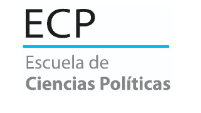 ECP
Escuela de
Ciencias Políticas